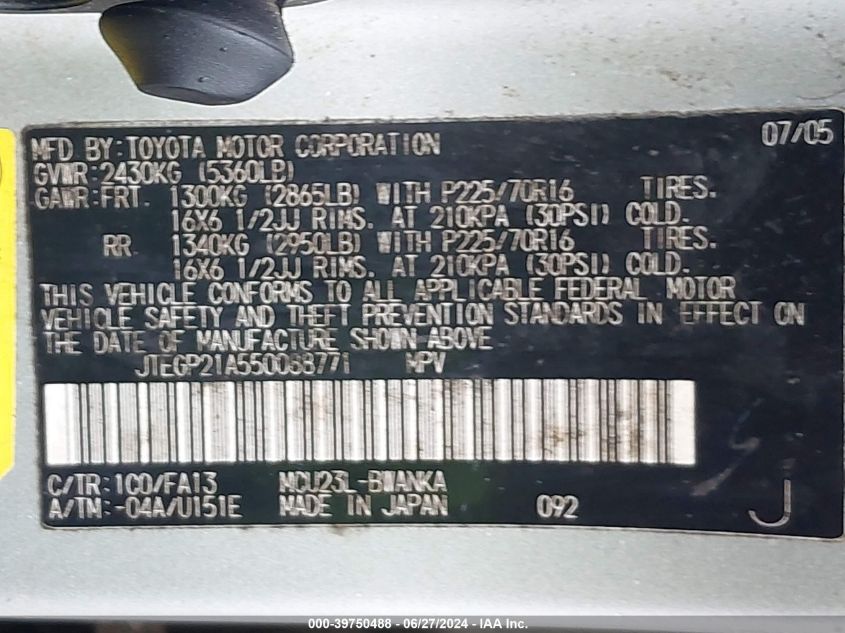 MFD BY: TOYOTA MOTOR CORPORATION 07/05
GVWR: 2430KG (5360LB)
GAWR: FRT. 1300KG (2865LB) WITH P225/70R16 TIRES.
16X6 1/2JJ RIMS. AT 210KPA (30PSI) COLD.
RR 1340KG (2950LB) WITH P225/70R16 TIRES.
16X6 1/2JJ RIMS. AT 210KPA (30PSI) COLD.
THIS VEHICLE CONFORMS TO ALL APPLICABLE FEDERAL MOTOR
VEHICLE SAFETY AND THEFT PREVENTION STANDARDS IN EFFECT ON
THE DATE OF MANUFACTURE SHOWN ABOVE
JTEGP21A550068771 MPV
C/TR: 1C0/FA13 MCU23L-BWANKA
A/TM: -04A/U151E MADE IN JAPAN 092 J
000-39750488 - 06/27/2024 - IAA Inc.